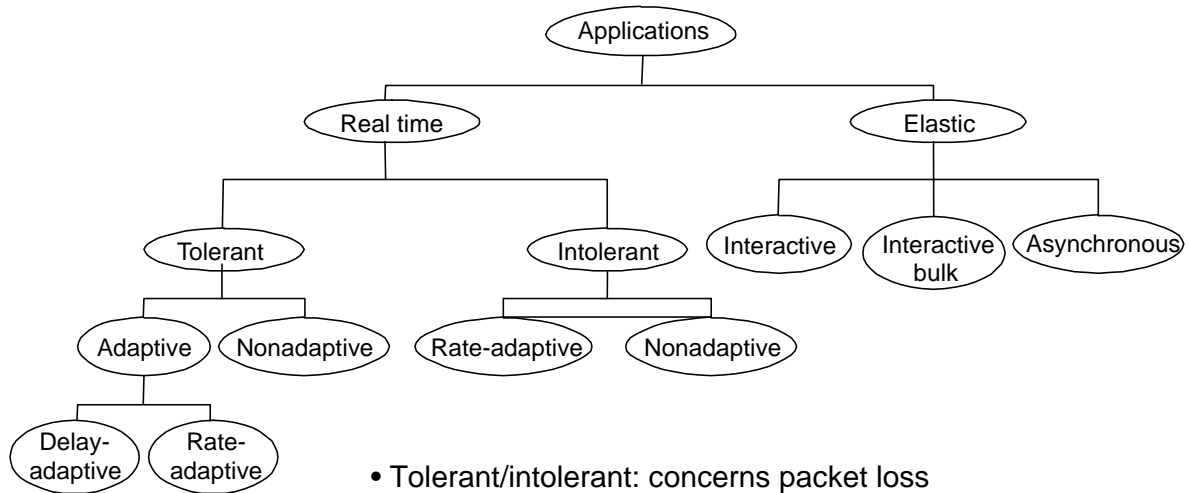 Applications
Real time
Elastic
Tolerant
Intolerant
Interactive
Interactive
bulk
Asynchronous
Adaptive
Nonadaptive
Rate-adaptive
Nonadaptive
Delay-
adaptive
Rate-
adaptive
• Tolerant/intolerant: concerns packet loss